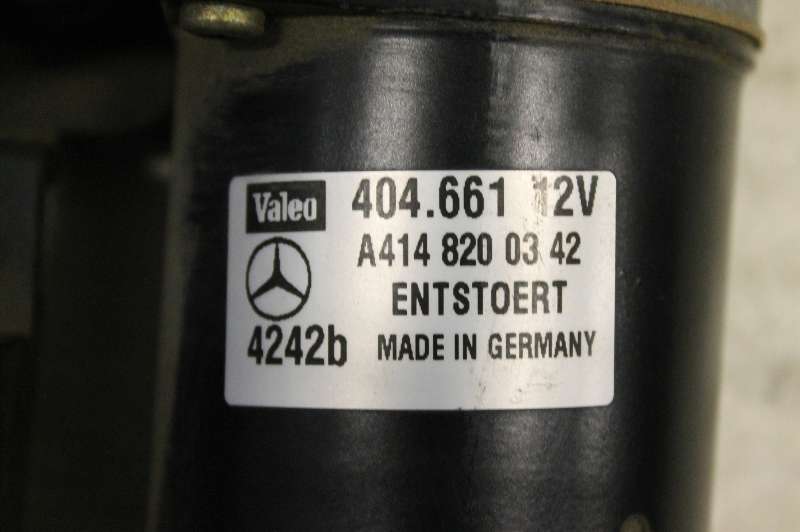 Valeo 404.661 12V
A414 820 03 42
ENTSTOERT
4242b MADE IN GERMANY